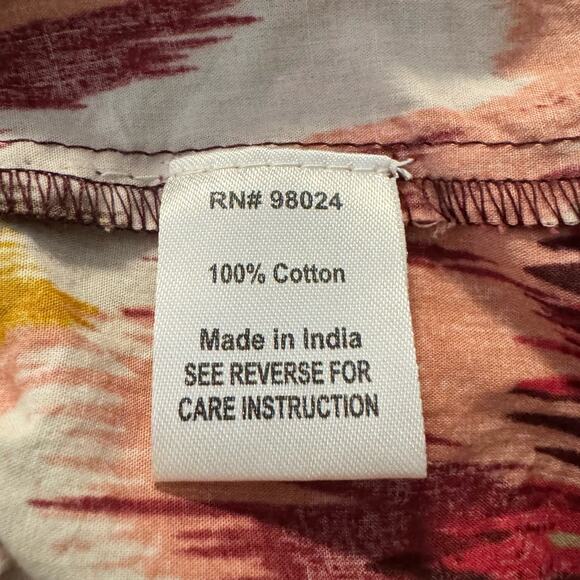 RN# 98024
100% Cotton
Made in India
SEE REVERSE FOR
CARE INSTRUCTION